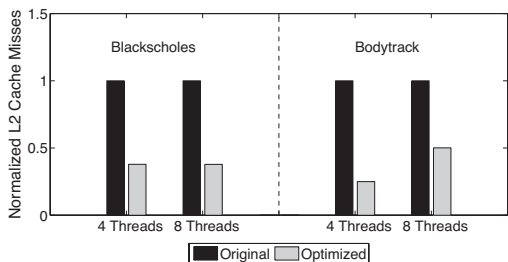 Normalized L2 Cache Misses
1.5
1
0.5
0
Blackscholes
Bodytrack
4 Threads
8 Threads
4 Threads
8 Threads
Original
Optimized